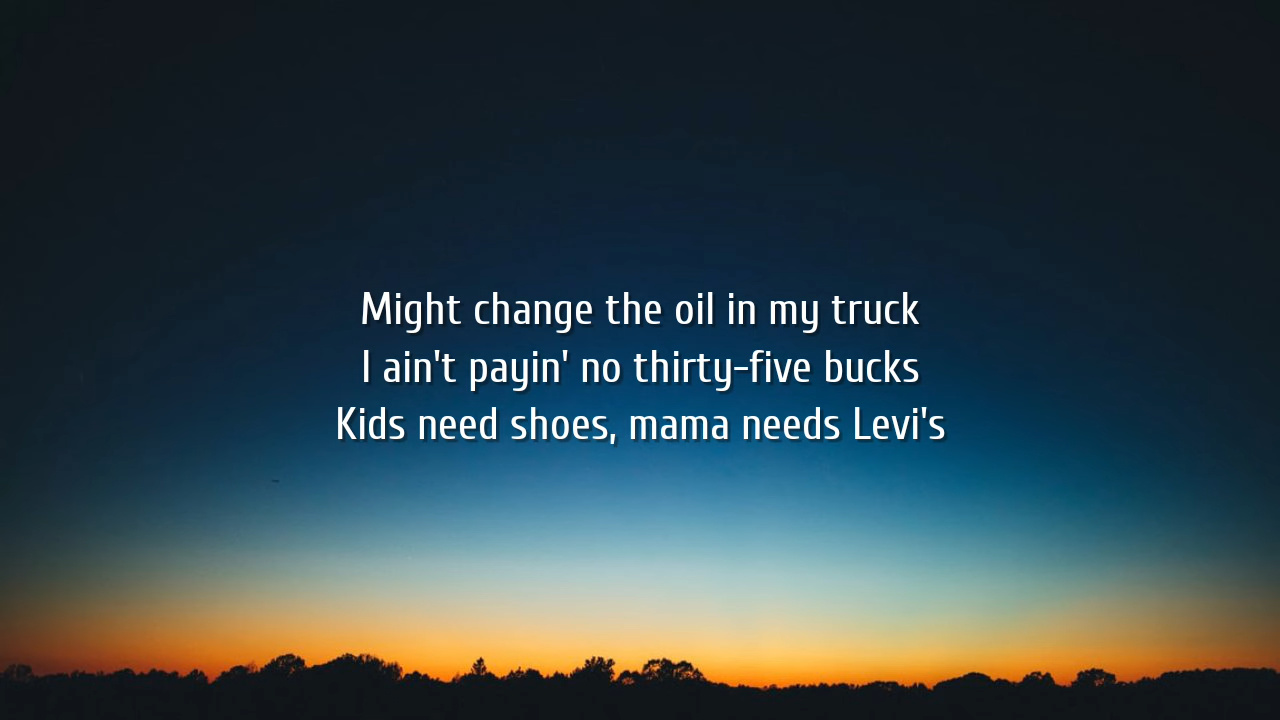 Might change the oil in my truck
I ain't payin' no thirty-five bucks
Kids need shoes, mama needs Levi's